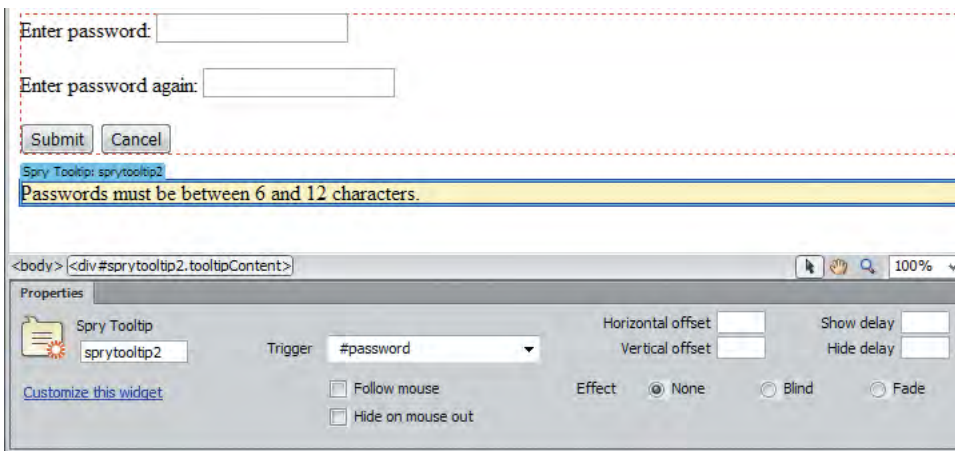 Enter password:
Enter password again:
Submit Cancel
Spry Tooltip: sprytooltip2
Passwords must be between 6 and 12 characters.
<body> <div#sprytooltip2.tooltipContent> 100%
Properties
Spry Tooltip Horizontal offset Show delay
sprytooltip2 Trigger #password Vertical offset Hide delay
Customize this widget Follow mouse Effect None Blind Fade
Hide on mouse out